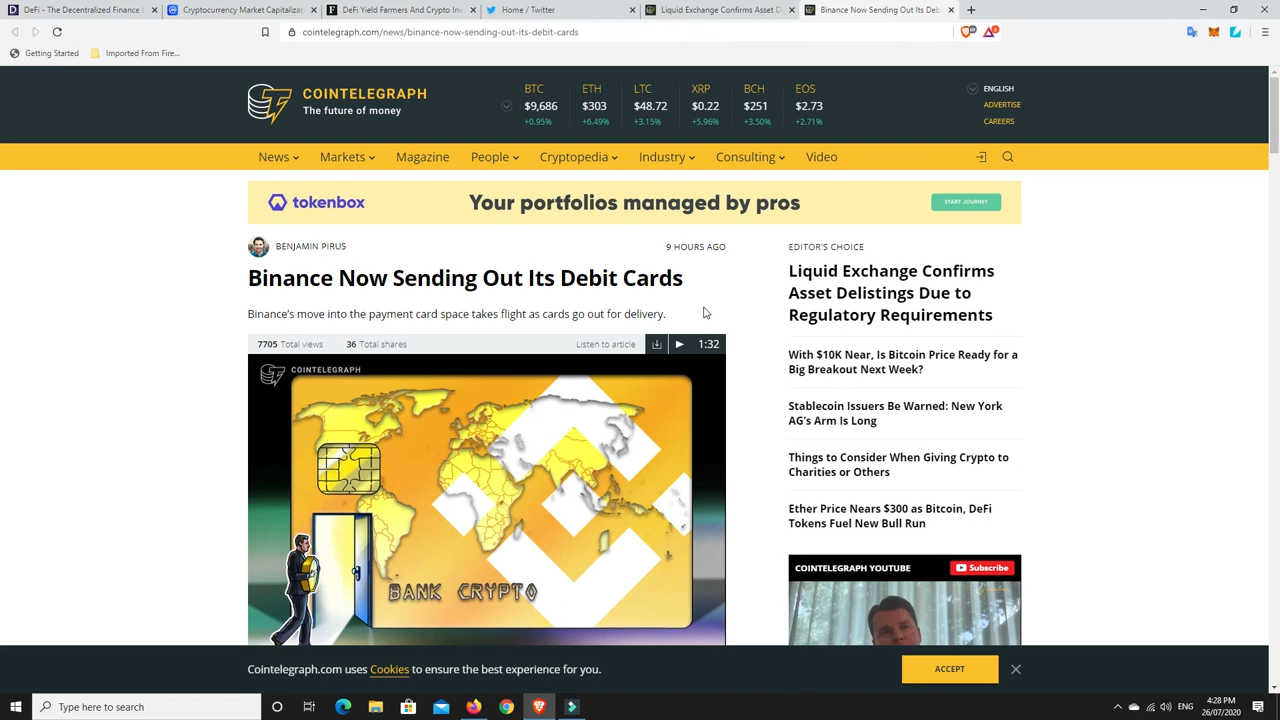 DeFi - The Decentralized Finance
Cryptocurrency Market Capitaliza
DeFi Yield Farmers And Crypto Inv
Home / Twitter
Liquid Exchange Confirms Asset D
Binance Now Sending Out Its Deb
cointelegraph.com/news/binance-now-sending-out-its-debit-cards
Getting Started
Imported From Fire...
COINTELEGRAPH
The future of money
BTC ETH LTC XRP BCH EOS
$9,686 $303 $48.72 $0.22 $251 $2.73
+0.95% +6.49% +3.15% +5.96% +3.50% +2.71%
ENGLISH
ADVERTISE
CAREERS
News Markets Magazine People Cryptopedia Industry Consulting Video
tokenbox Your portfolios managed by pros START JOURNEY
BENJAMIN PIRUS 9 HOURS AGO
Binance Now Sending Out Its Debit Cards
Binance's move into the payment card space takes flight as cards go out for delivery.
7705 Total views 36 Total shares Listen to article 1:32
COINTELEGRAPH
BANK CRYPTO
EDITOR'S CHOICE
Liquid Exchange Confirms
Asset Delistings Due to
Regulatory Requirements
With $10K Near, Is Bitcoin Price Ready for a
Big Breakout Next Week?
Stablecoin Issuers Be Warned: New York
AG's Arm Is Long
Things to Consider When Giving Crypto to
Charities or Others
Ether Price Nears $300 as Bitcoin, DeFi
Tokens Fuel New Bull Run
COINTELEGRAPH YOUTUBE Subscribe
Cointelegraph.com uses Cookies to ensure the best experience for you.
ACCEPT
Type here to search
ENG
4:28 PM
26/07/2020